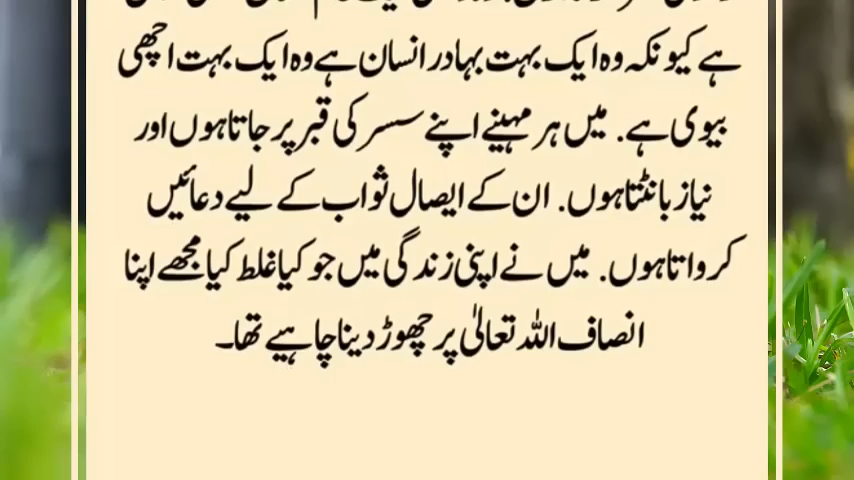 ہے کیونکہ وہ ایک بہت بہادر انسان ہے وہ ایک بہت اچھی
بیوی ہے. میں ہر مہینے اپنے سسر کی قبر پر جاتا ہوں اور
نیاز بانٹتا ہوں. ان کے ایصال ثواب کے لیے دعائیں
کرواتا ہوں. میں نے اپنی زندگی میں جو کیا غلط کیا مجھے اپنا
انصاف اللہ تعالیٰ پر چھوڑ دینا چاہیے تھا۔